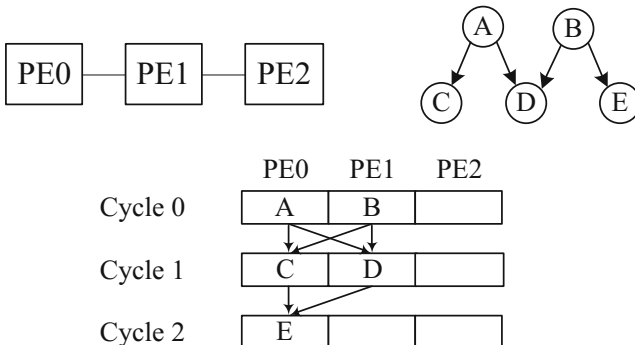 PE0 PE1 PE2
A B
C D E
PE0 PE1 PE2
Cycle 0 A B
Cycle 1 C D
Cycle 2 E